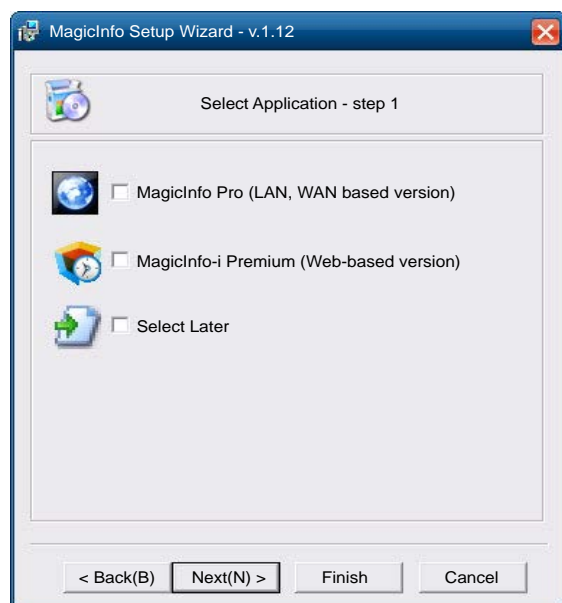 MagicInfo Setup Wizard - v.1.12
Select Application - step 1
MagicInfo Pro (LAN, WAN based version)
MagicInfo-i Premium (Web-based version)
Select Later
< Back(B) Next(N) > Finish Cancel